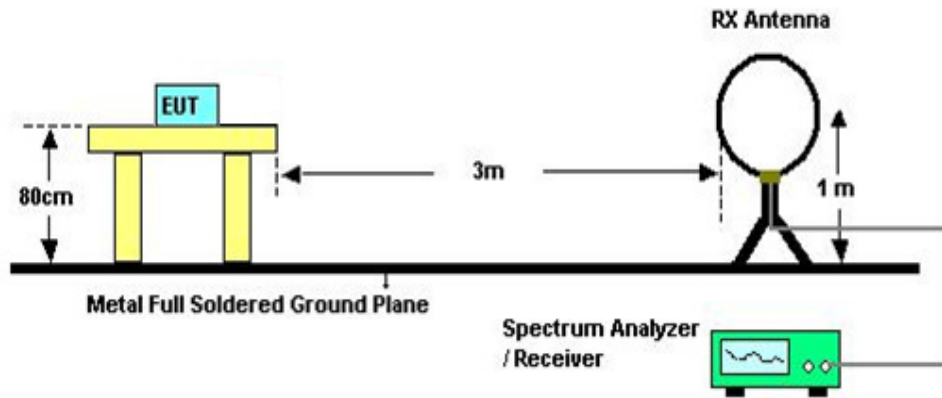 RX Antenna
EUT
80cm
3m
1 m
Metal Full Soldered Ground Plane
Spectrum Analyzer
/ Receiver